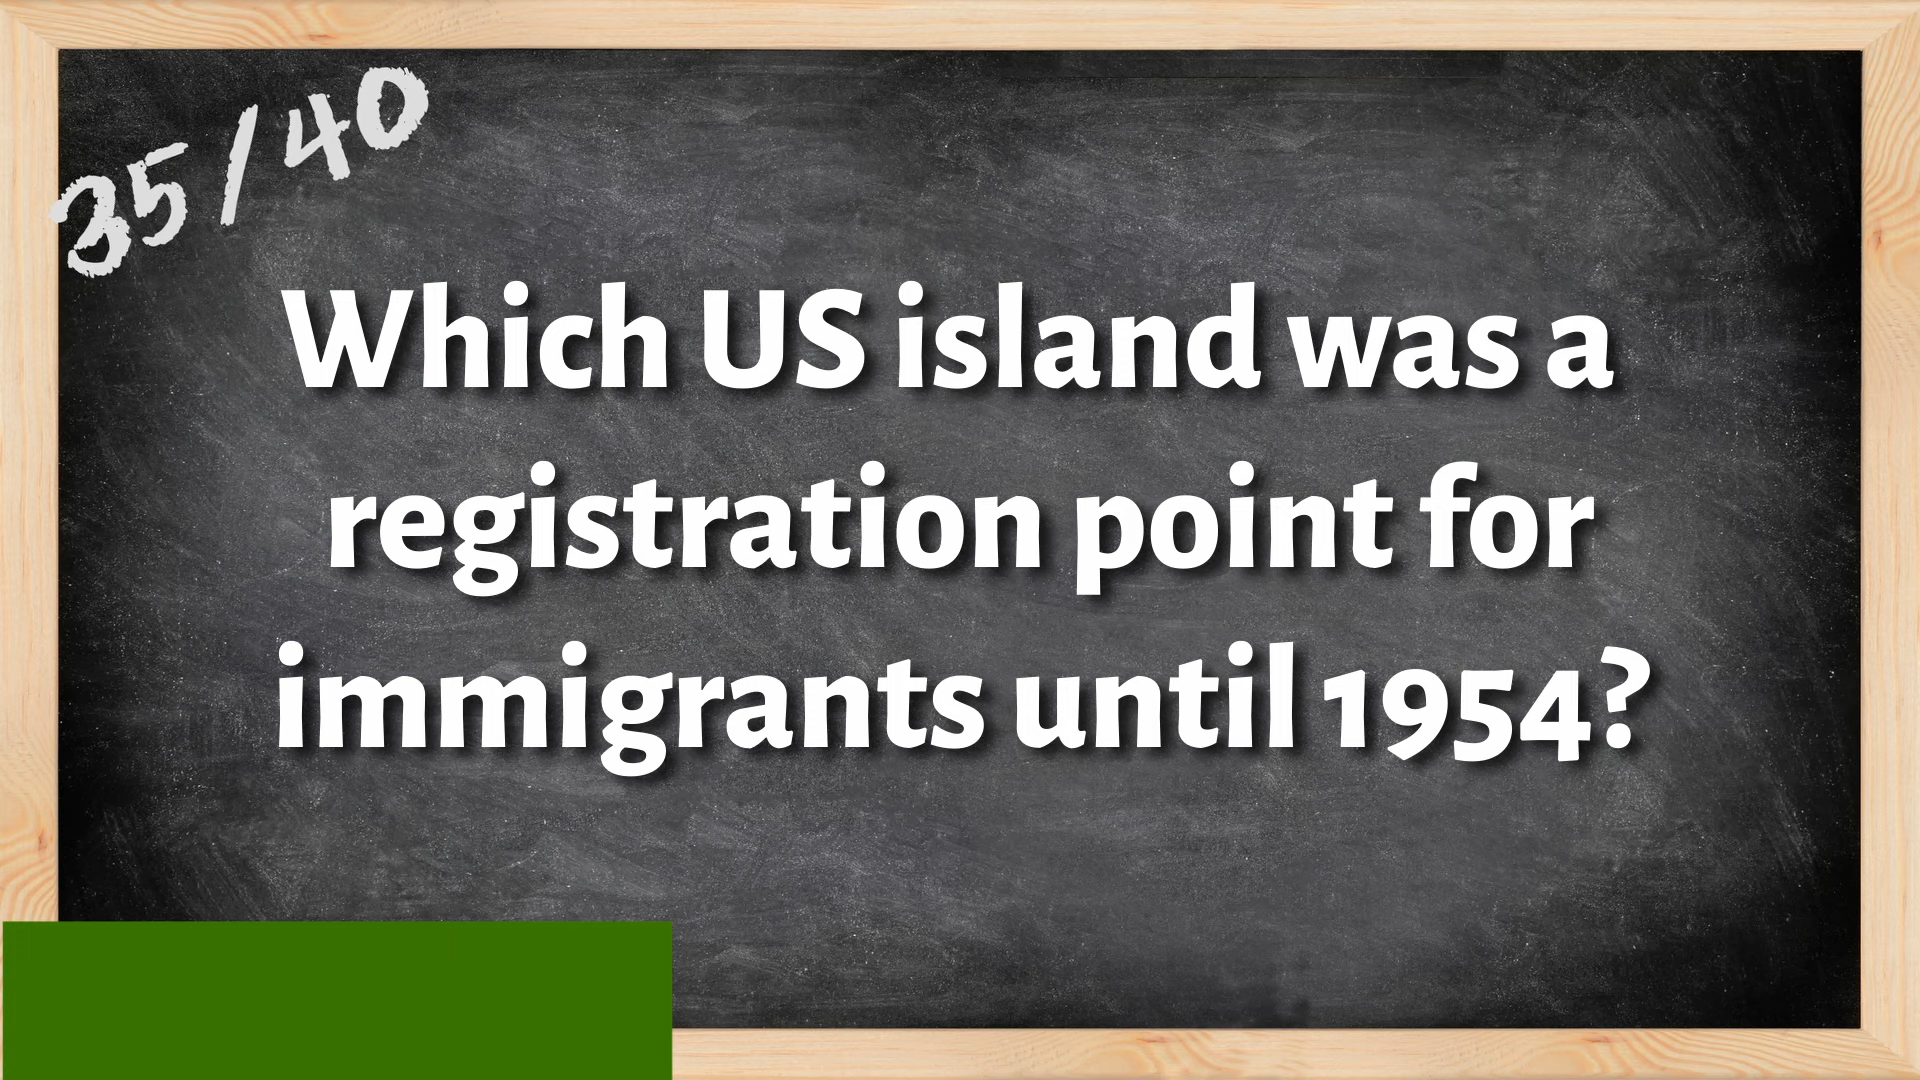 35/40
Which US island was a
registration point for
immigrants until 1954?